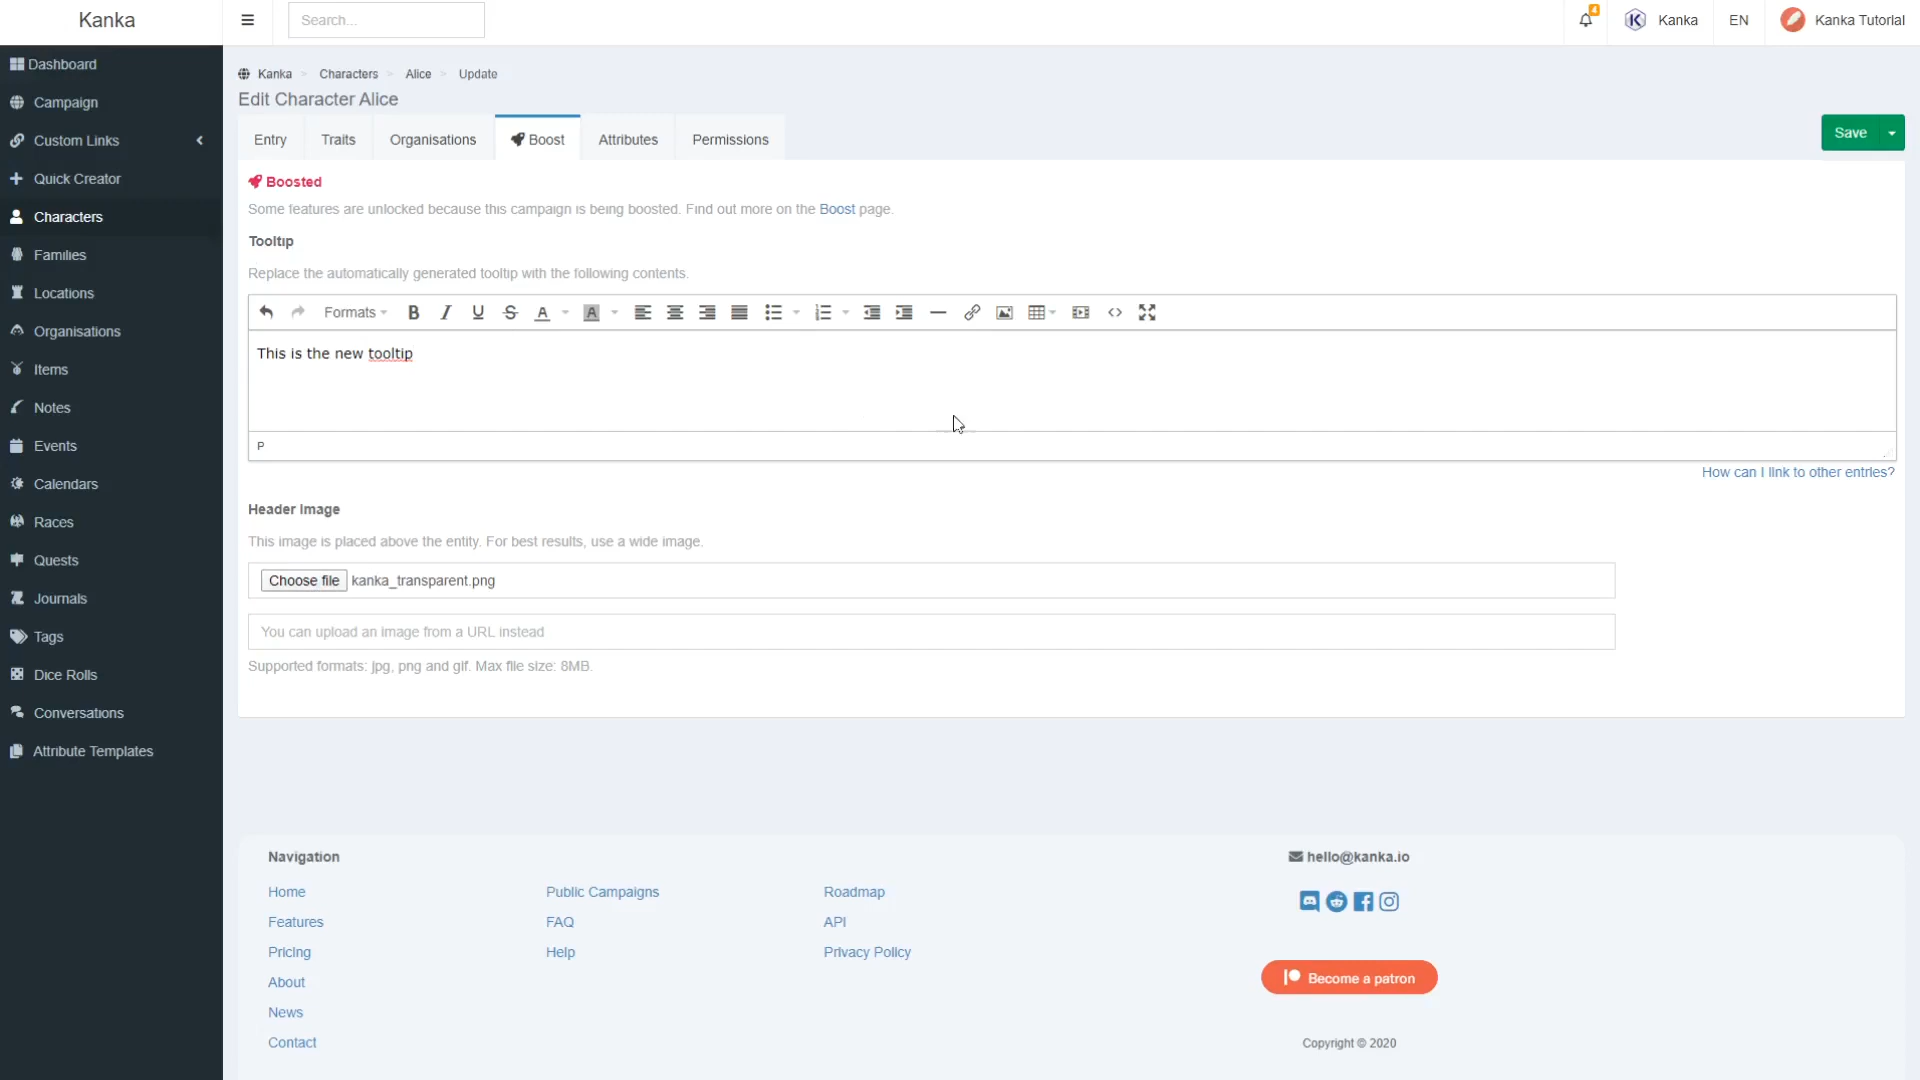 Kanka
Search...
4
Kanka
EN
Kanka Tutorial
Dashboard
Campaign
Custom Links
Quick Creator
Characters
Families
Locations
Organisations
Items
Notes
Events
Calendars
Races
Quests
Journals
Tags
Dice Rolls
Conversations
Attribute Templates
Kanka > Characters > Alice > Update
Edit Character Alice
Entry
Traits
Organisations
Boost
Attributes
Permissions
Save
Boosted
Some features are unlocked because this campaign is being boosted. Find out more on the Boost page.
Tooltip
Replace the automatically generated tooltip with the following contents.
Formats B I U S A A
This is the new tooltip
P
How can I link to other entries?
Header Image
This image is placed above the entity. For best results, use a wide image.
Choose file kanka_transparent.png
You can upload an image from a URL instead
Supported formats: jpg, png and gif. Max file size: 8MB.
Navigation
Home
Features
Pricing
About
News
Contact
Public Campaigns
FAQ
Help
Roadmap
API
Privacy Policy
hello@kanka.io
Become a patron
Copyright © 2020